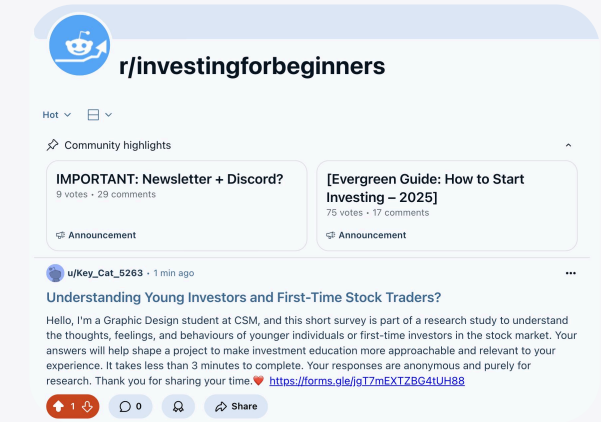 r/investingforbeginners
Hot
Community highlights
IMPORTANT: Newsletter + Discord?
9 votes • 29 comments
Announcement
[Evergreen Guide: How to Start
Investing – 2025]
75 votes • 17 comments
Announcement
u/Key_Cat_5263 • 1 min ago
Understanding Young Investors and First-Time Stock Traders?
Hello, I'm a Graphic Design student at CSM, and this short survey is part of a research study to understand
the thoughts, feelings, and behaviours of younger individuals or first-time investors in the stock market. Your
answers will help shape a project to make investment education more approachable and relevant to your
experience. It takes less than 3 minutes to complete. Your responses are anonymous and purely for
research. Thank you for sharing your time.❤️ https://forms.gle/jgT7mEXTZBG4tUH88
1
0
Share